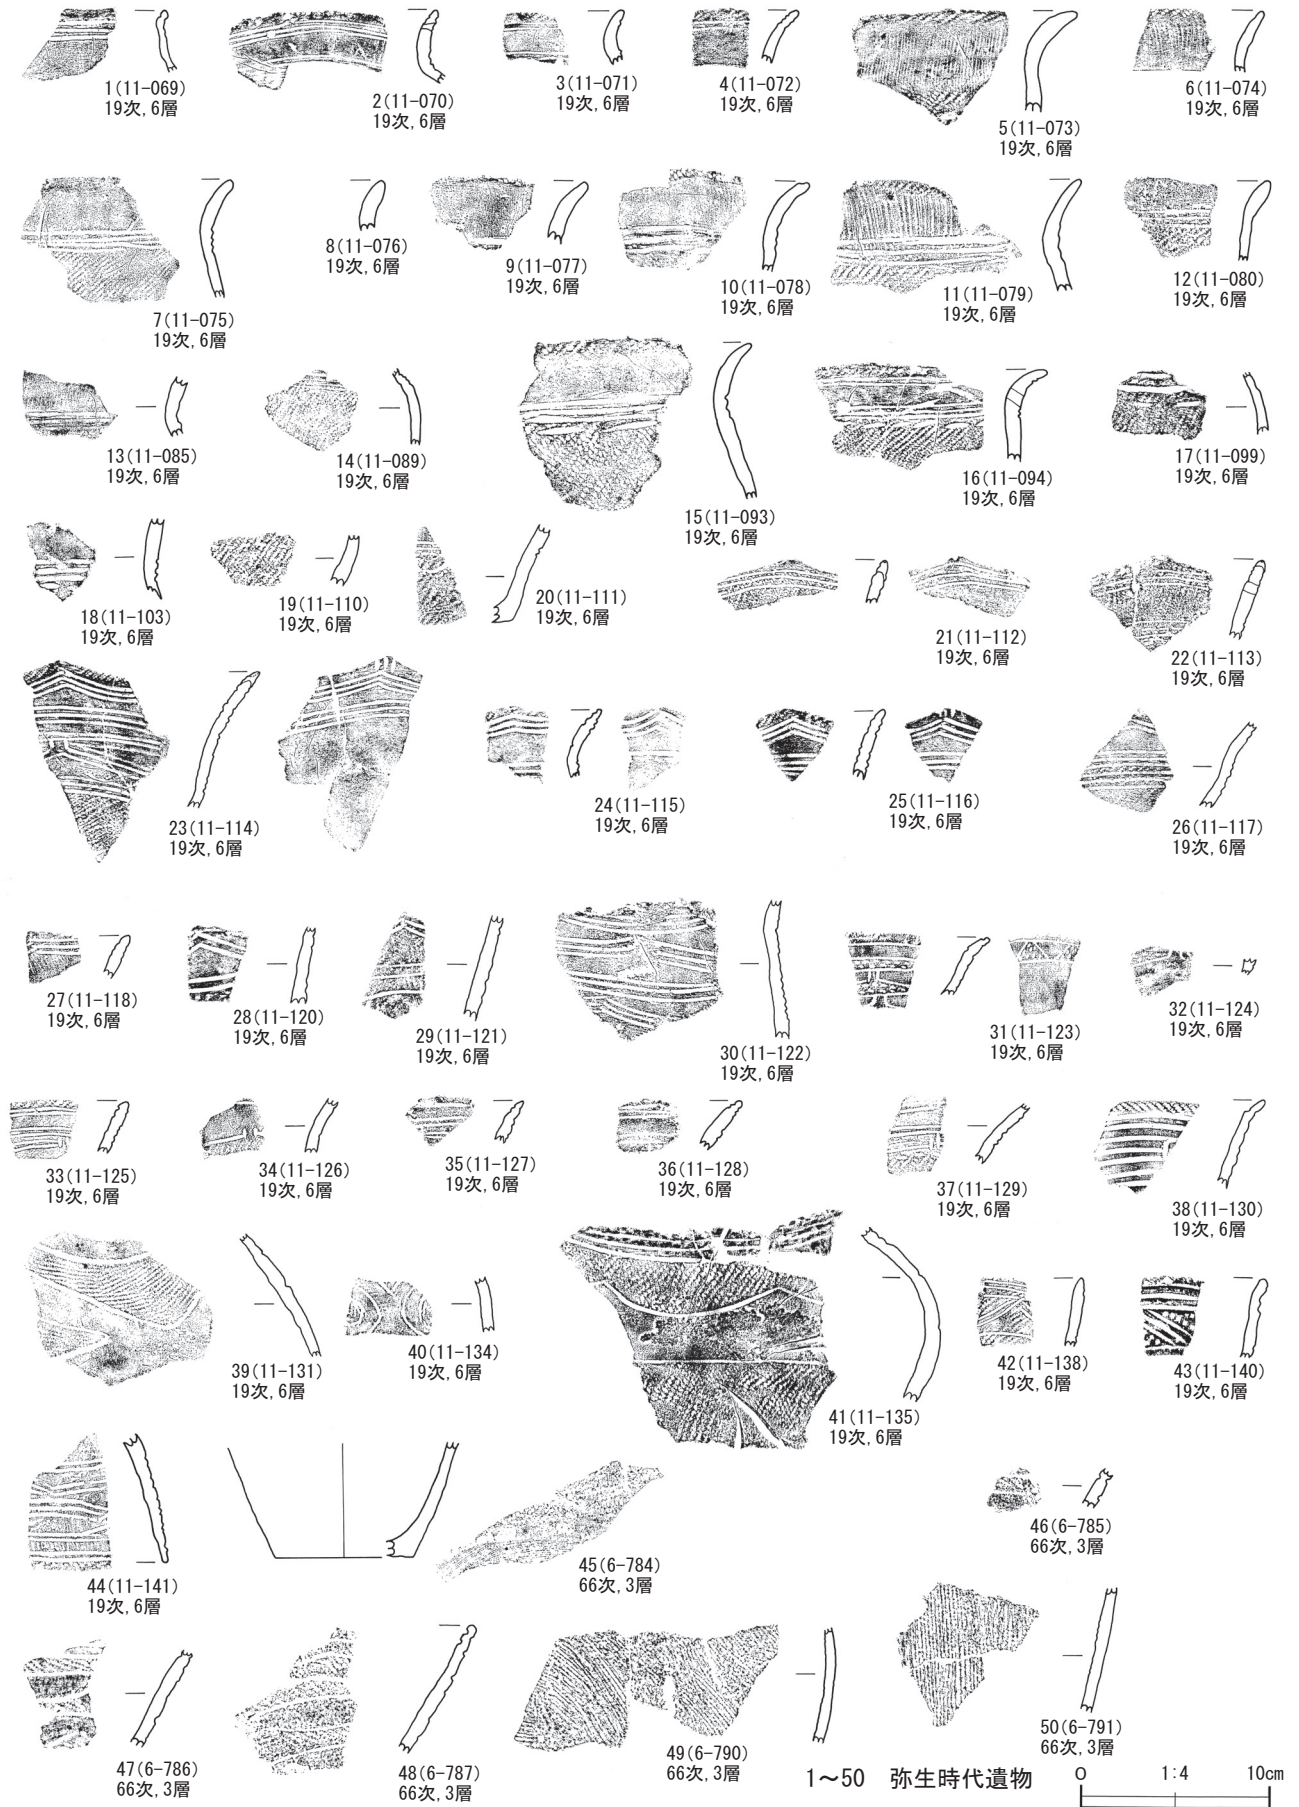 1(11-069)
19次,6層
2(11-070)
19次,6層
3(11-071)
19次,6層
4(11-072)
19次,6層
5(11-073)
19次,6層
6(11-074)
19次,6層
7(11-075)
19次,6層
8(11-076)
19次,6層
9(11-077)
19次,6層
10(11-078)
19次,6層
11(11-079)
19次,6層
12(11-080)
19次,6層
13(11-085)
19次,6層
14(11-089)
19次,6層
15(11-093)
19次,6層
16(11-094)
19次,6層
17(11-099)
19次,6層
18(11-103)
19次,6層
19(11-110)
19次,6層
20(11-111)
19次,6層
21(11-112)
19次,6層
22(11-113)
19次,6層
23(11-114)
19次,6層
24(11-115)
19次,6層
25(11-116)
19次,6層
26(11-117)
19次,6層
27(11-118)
19次,6層
28(11-120)
19次,6層
29(11-121)
19次,6層
30(11-122)
19次,6層
31(11-123)
19次,6層
32(11-124)
19次,6層
33(11-125)
19次,6層
34(11-126)
19次,6層
35(11-127)
19次,6層
36(11-128)
19次,6層
37(11-129)
19次,6層
38(11-130)
19次,6層
39(11-131)
19次,6層
40(11-134)
19次,6層
41(11-135)
19次,6層
42(11-138)
19次,6層
43(11-140)
19次,6層
44(11-141)
19次,6層
45(6-784)
66次,3層
46(6-785)
66次,3層
47(6-786)
66次,3層
48(6-787)
66次,3層
49(6-790)
66次,3層
50(6-791)
66次,3層
1〜50 弥生時代遺物
0 1:4 10cm